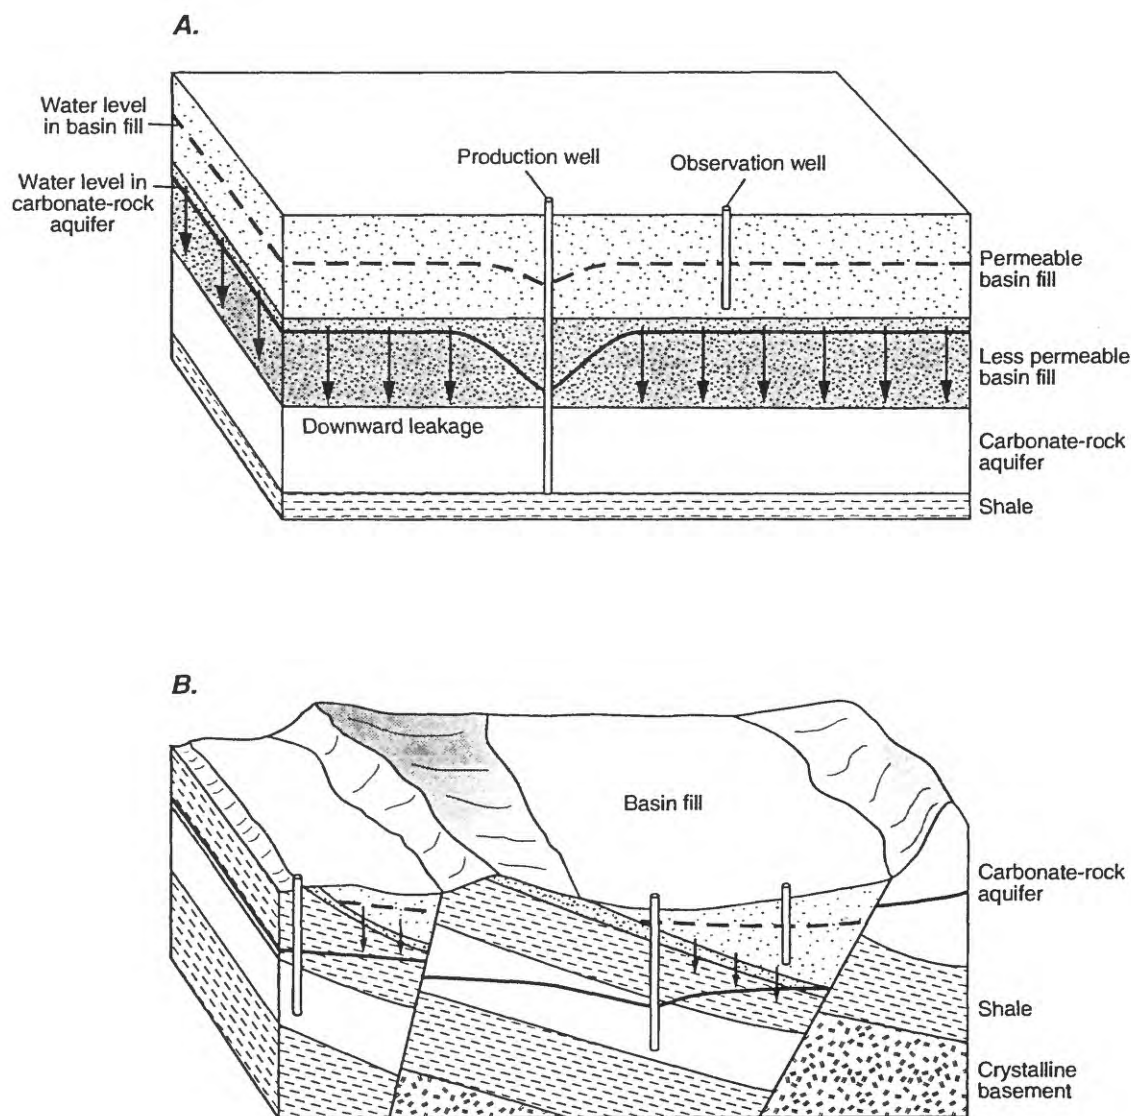 A.
Water level
in basin fill
Water level in
carbonate-rock
aquifer
Production well
Observation well
Permeable
basin fill
Less permeable
basin fill
Downward leakage
Carbonate-rock
aquifer
Shale
B.
Basin fill
Carbonate-rock
aquifer
Shale
Crystalline
basement